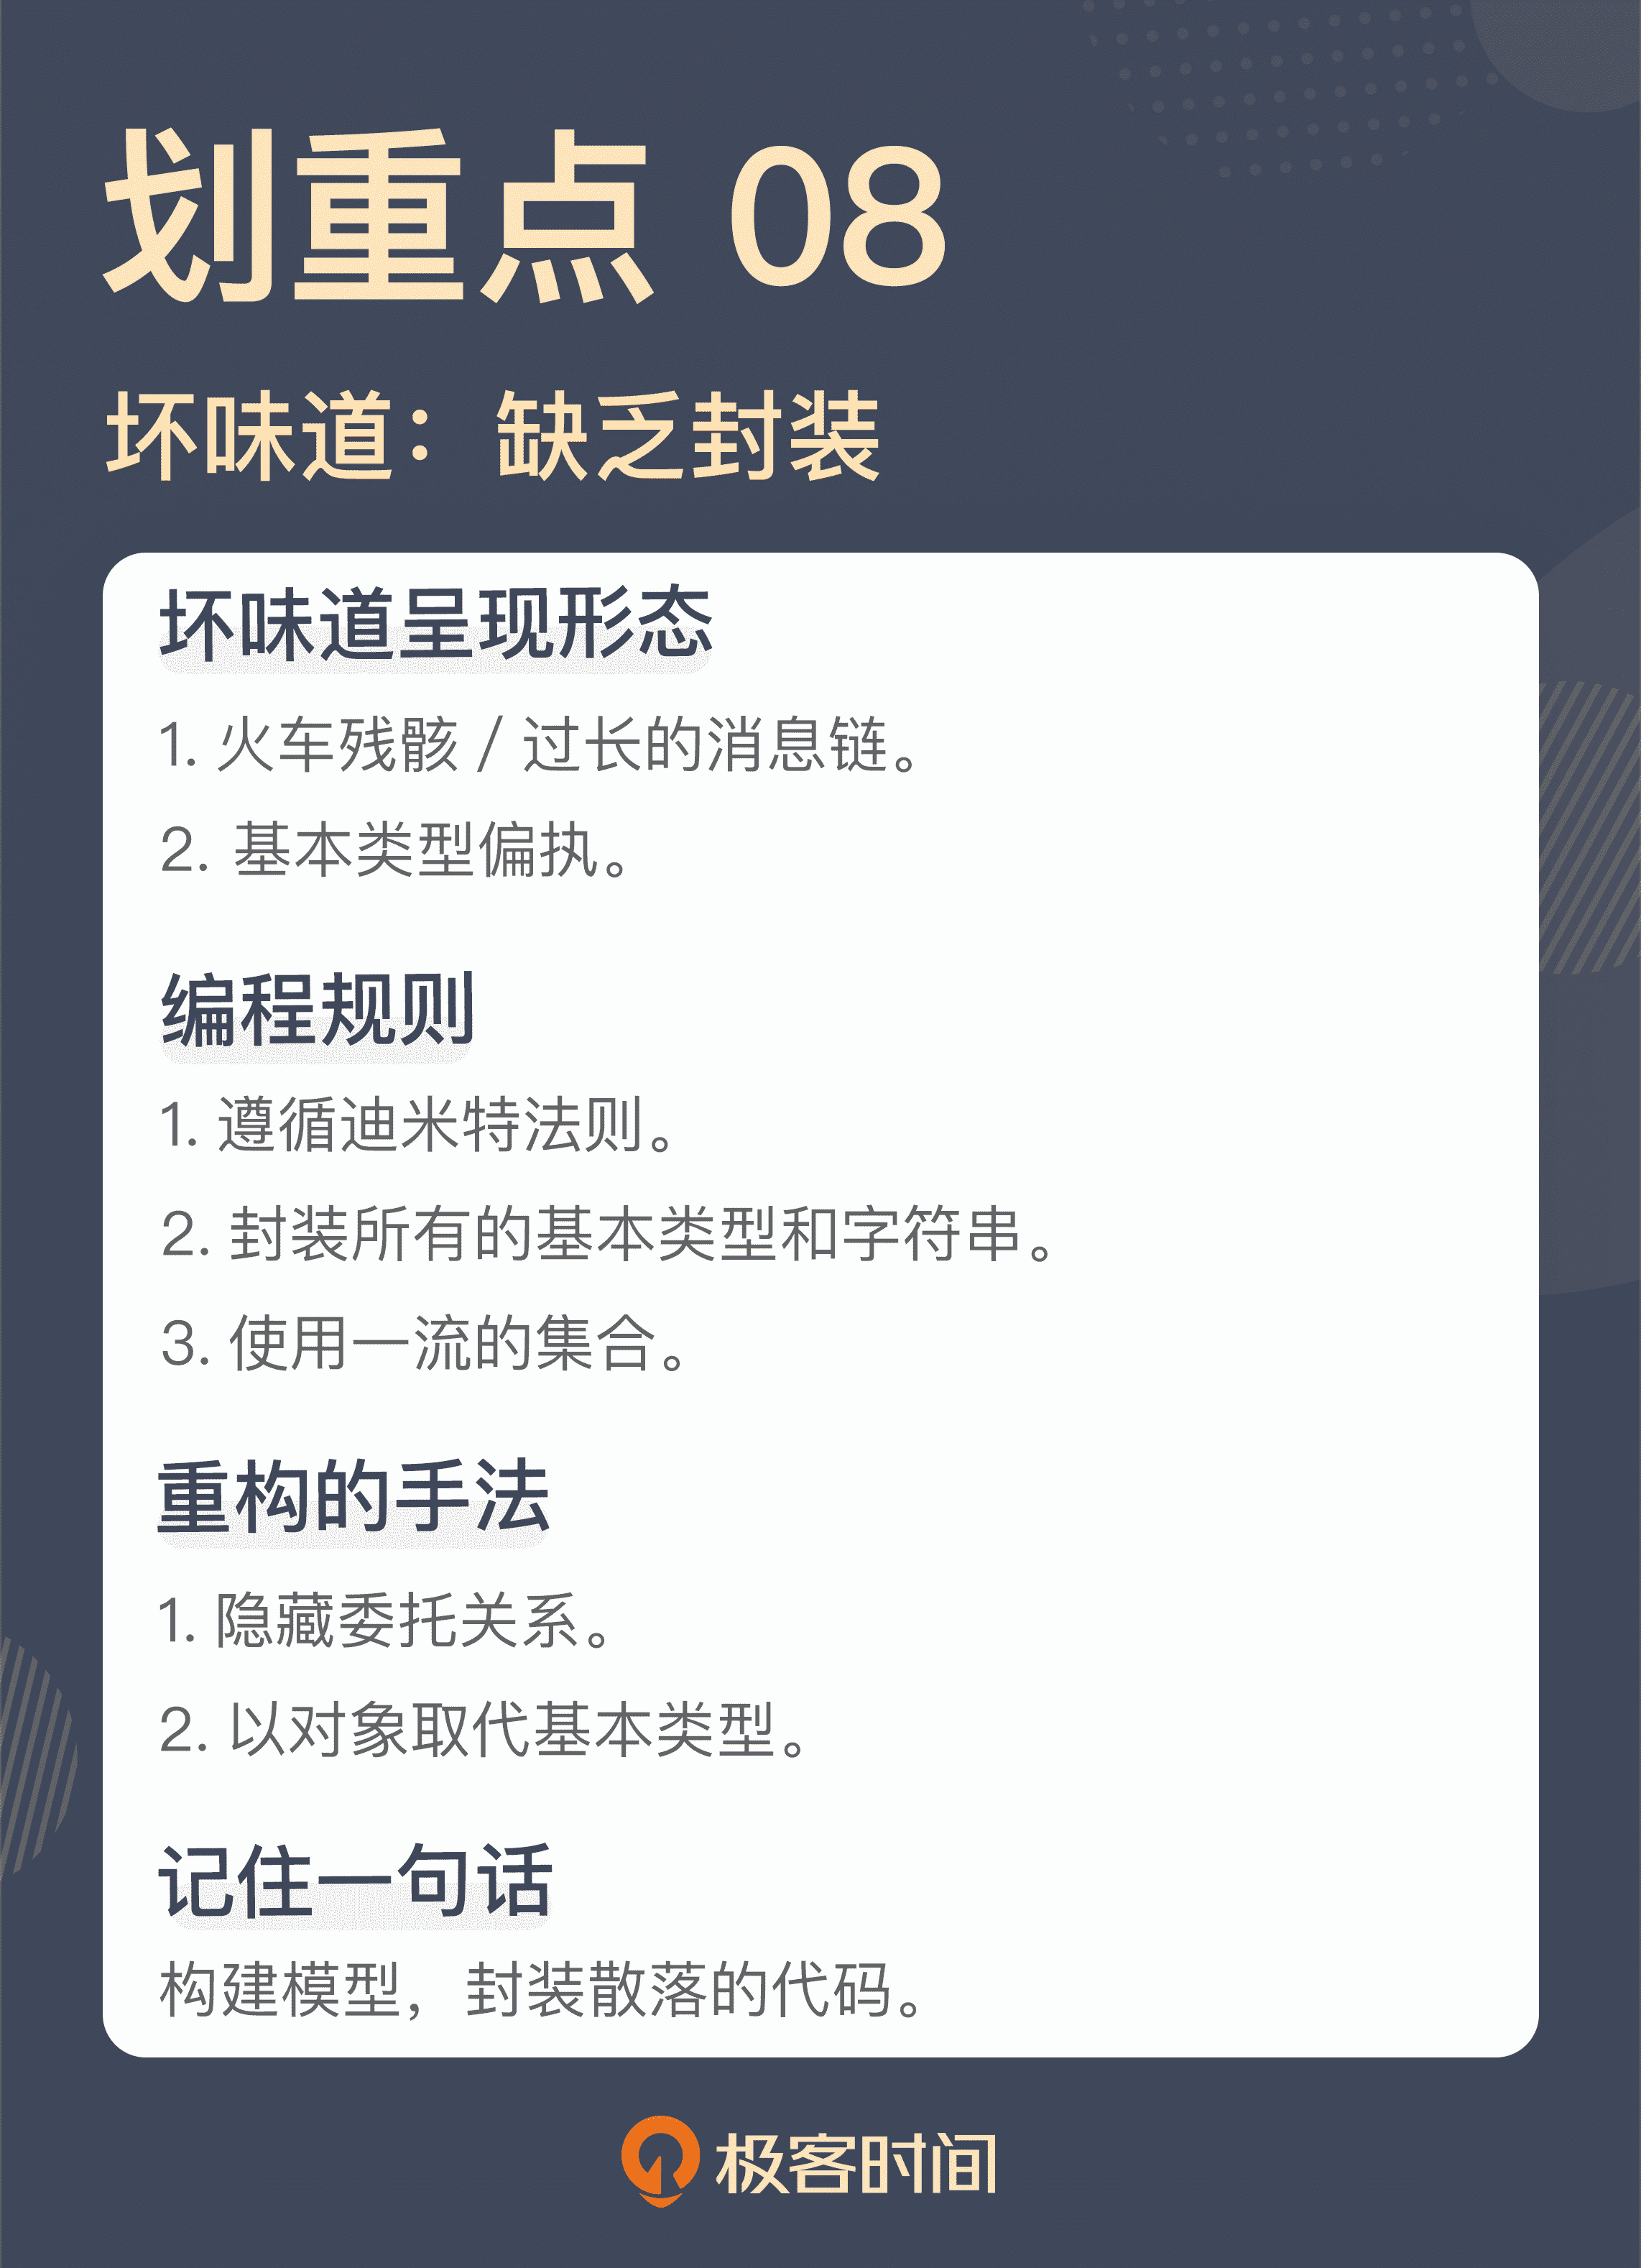 划重点 08
坏味道：缺乏封装
坏味道呈现形态
1. 火车残骸 / 过长的消息链。
2. 基本类型偏执。
编程规则
1. 遵循迪米特法则。
2. 封装所有的基本类型和字符串。
3. 使用一流的集合。
重构的手法
1. 隐藏委托关系。
2. 以对象取代基本类型。
记住一句话
构建模型，封装散落的代码。
极客时间